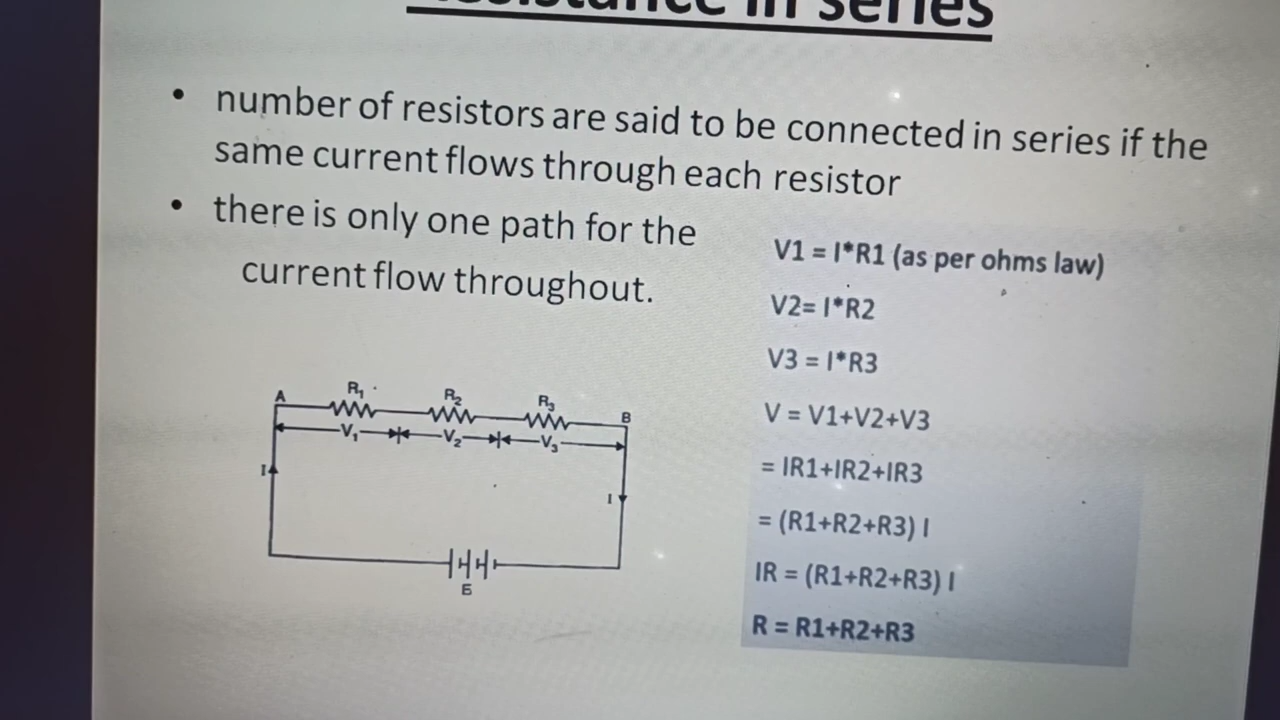 in series
• number of resistors are said to be connected in series if the
same current flows through each resistor
• there is only one path for the
current flow throughout.
V1 = I*R1 (as per ohms law)
V2= I*R2
V3 = I*R3
V = V1+V2+V3
= IR1+IR2+IR3
= (R1+R2+R3) I
IR = (R1+R2+R3) I
R = R1+R2+R3
A R₁ R₂ R₃ B
V₁ V₂ V₃
I I
E